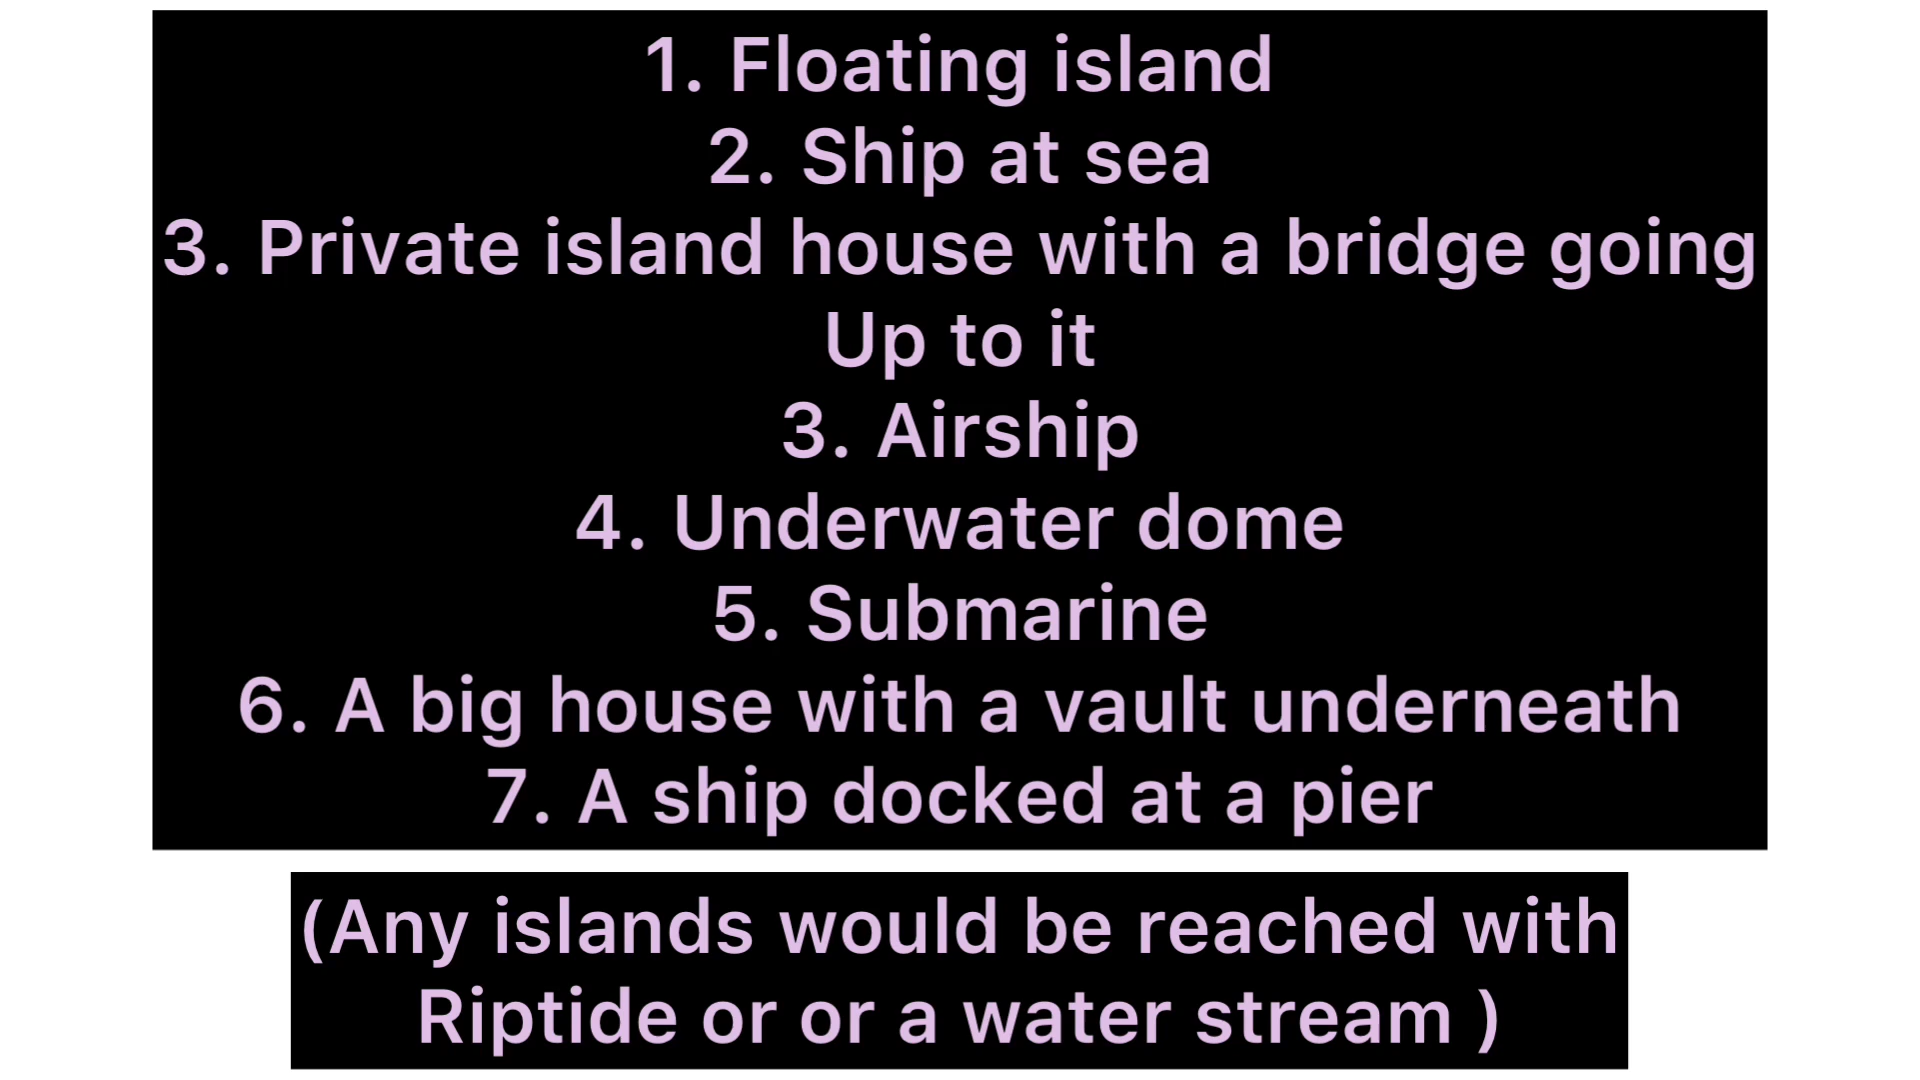 1. Floating island
2. Ship at sea
3. Private island house with a bridge going
Up to it
3. Airship
4. Underwater dome
5. Submarine
6. A big house with a vault underneath
7. A ship docked at a pier
(Any islands would be reached with
Riptide or or a water stream )